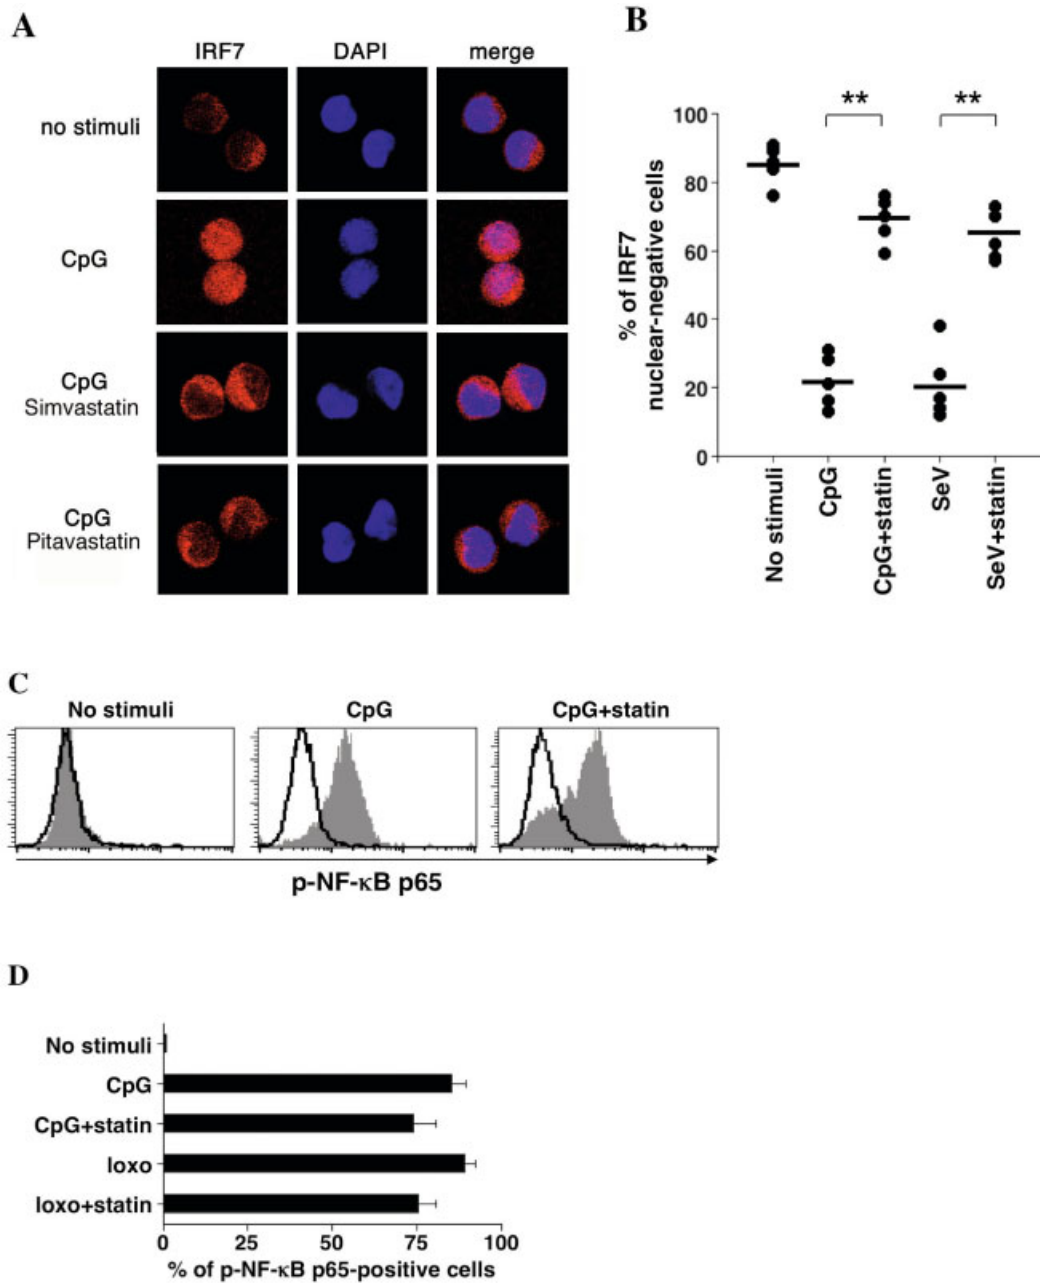 A
IRF7 DAPI merge
no stimuli
CpG
CpG
Simvastatin
CpG
Pitavastatin
B
% of IRF7
nuclear-negative cells
100
80
60
40
20
0
** **
No stimuli
CpG
CpG+statin
SeV
SeV+statin
C
No stimuli CpG CpG+statin
p-NF-κB p65
D
No stimuli
CpG
CpG+statin
loxo
loxo+statin
0 25 50 75 100
% of p-NF-κB p65-positive cells